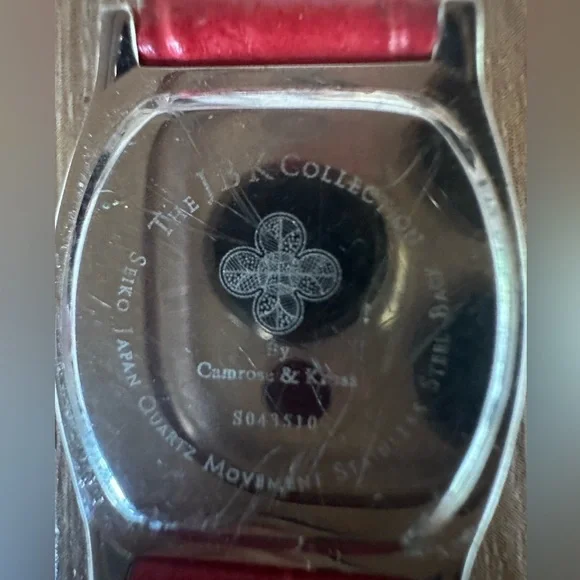 THE JBK COLLECTION
By
Camrose & Kross
S043510
SEIKO JAPAN QUARTZ MOVEMENT STAINLESS STEEL BACK